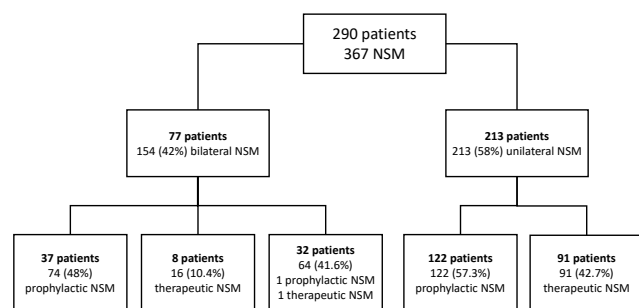 290 patients
367 NSM
77 patients
154 (42%) bilateral NSM
213 patients
213 (58%) unilateral NSM
37 patients
74 (48%)
prophylactic NSM
8 patients
16 (10.4%)
therapeutic NSM
32 patients
64 (41.6%)
1 prophylactic NSM
1 therapeutic NSM
122 patients
122 (57.3%)
prophylactic NSM
91 patients
91 (42.7%)
therapeutic NSM